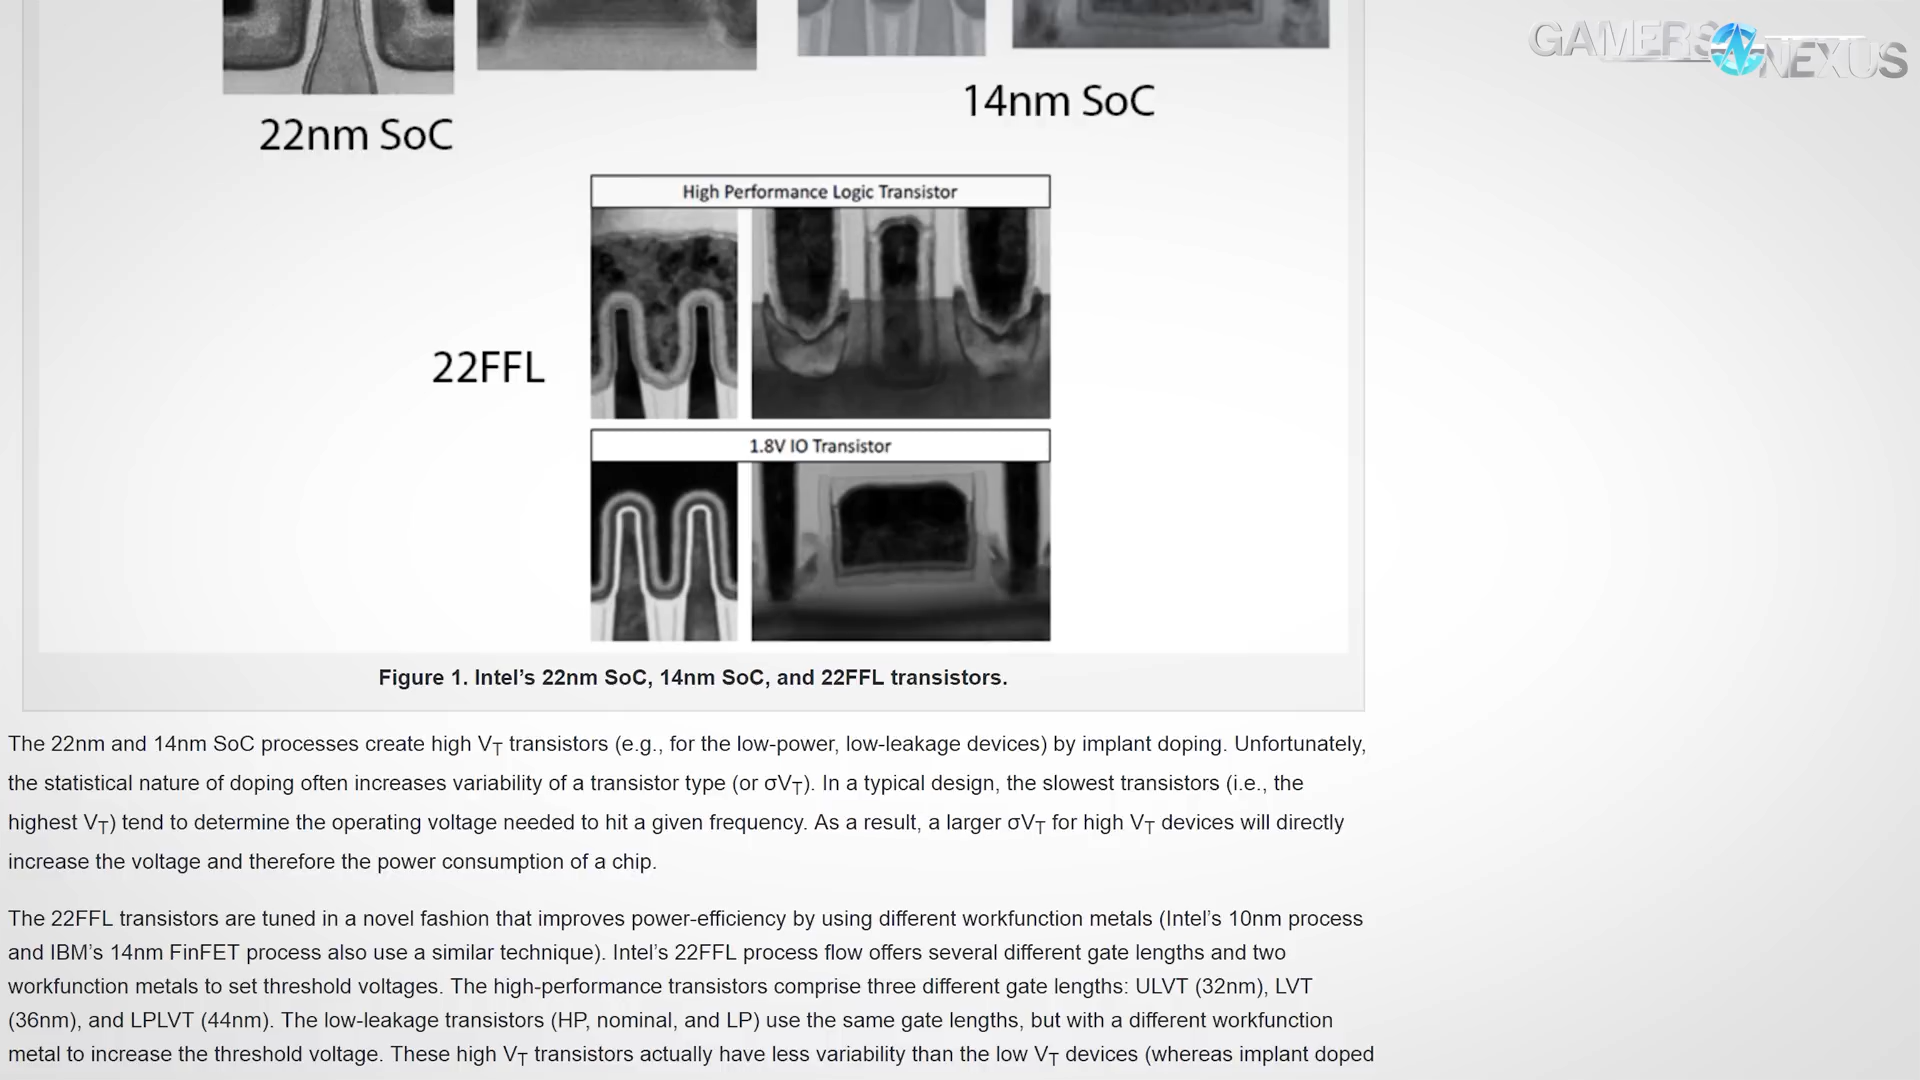 GAMERS NEXUS
22nm SoC
14nm SoC
High Performance Logic Transistor
22FFL
1.8V IO Transistor
Figure 1. Intel’s 22nm SoC, 14nm SoC, and 22FFL transistors.
The 22nm and 14nm SoC processes create high VT transistors (e.g., for the low-power, low-leakage devices) by implant doping. Unfortunately,
the statistical nature of doping often increases variability of a transistor type (or σVT). In a typical design, the slowest transistors (i.e., the
highest VT) tend to determine the operating voltage needed to hit a given frequency. As a result, a larger σVT for high VT devices will directly
increase the voltage and therefore the power consumption of a chip.
The 22FFL transistors are tuned in a novel fashion that improves power-efficiency by using different workfunction metals (Intel’s 10nm process
and IBM’s 14nm FinFET process also use a similar technique). Intel’s 22FFL process flow offers several different gate lengths and two
workfunction metals to set threshold voltages. The high-performance transistors comprise three different gate lengths: ULVT (32nm), LVT
(36nm), and LPLVT (44nm). The low-leakage transistors (HP, nominal, and LP) use the same gate lengths, but with a different workfunction
metal to increase the threshold voltage. These high VT transistors actually have less variability than the low VT devices (whereas implant doped